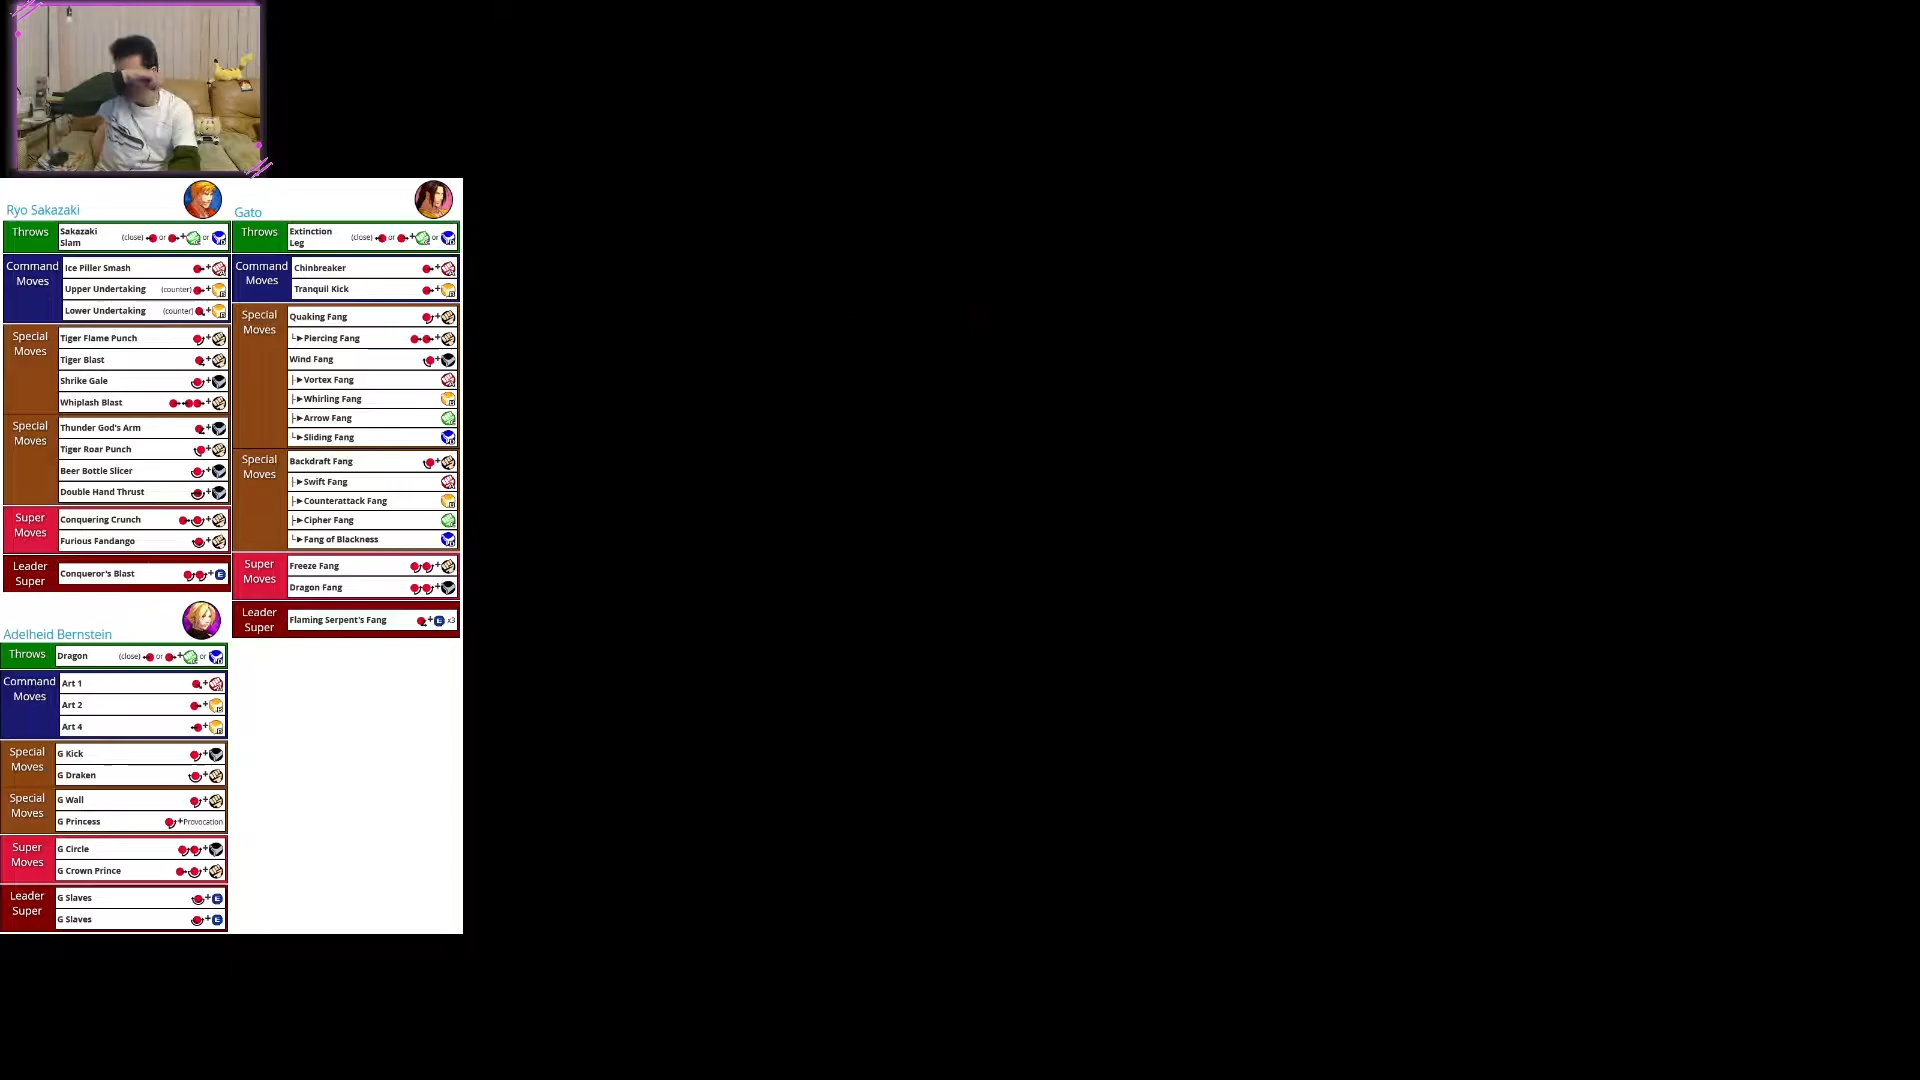 Ryo Sakazaki
Throws
Sakazaki
Slam
(close) or + or
Command
Moves
Ice Piller Smash +
Upper Undertaking (counter) +
Lower Undertaking (counter) +
Special
Moves
Tiger Flame Punch +
Tiger Blast +
Shrike Gale +
Whiplash Blast +
Special
Moves
Thunder God's Arm +
Tiger Roar Punch +
Beer Bottle Slicer +
Double Hand Thrust +
Super
Moves
Conquering Crunch +
Furious Fandango +
Leader
Super
Conqueror's Blast + E
Gato
Throws
Extinction
Leg
(close) or + or
Command
Moves
Chinbreaker +
Tranquil Kick +
Special
Moves
Quaking Fang +
Piercing Fang +
Wind Fang +
Vortex Fang
Whirling Fang
Arrow Fang
Sliding Fang
Special
Moves
Backdraft Fang +
Swift Fang
Counterattack Fang
Cipher Fang
Fang of Blackness
Super
Moves
Freeze Fang +
Dragon Fang +
Leader
Super
Flaming Serpent's Fang + E x3
Adelheid Bernstein
Throws
Dragon (close) or + or
Command
Moves
Art 1 +
Art 2 +
Art 4 +
Special
Moves
G Kick +
G Draken +
Special
Moves
G Wall +
G Princess +Provocation
Super
Moves
G Circle +
G Crown Prince +
Leader
Super
G Slaves + E
G Slaves + E